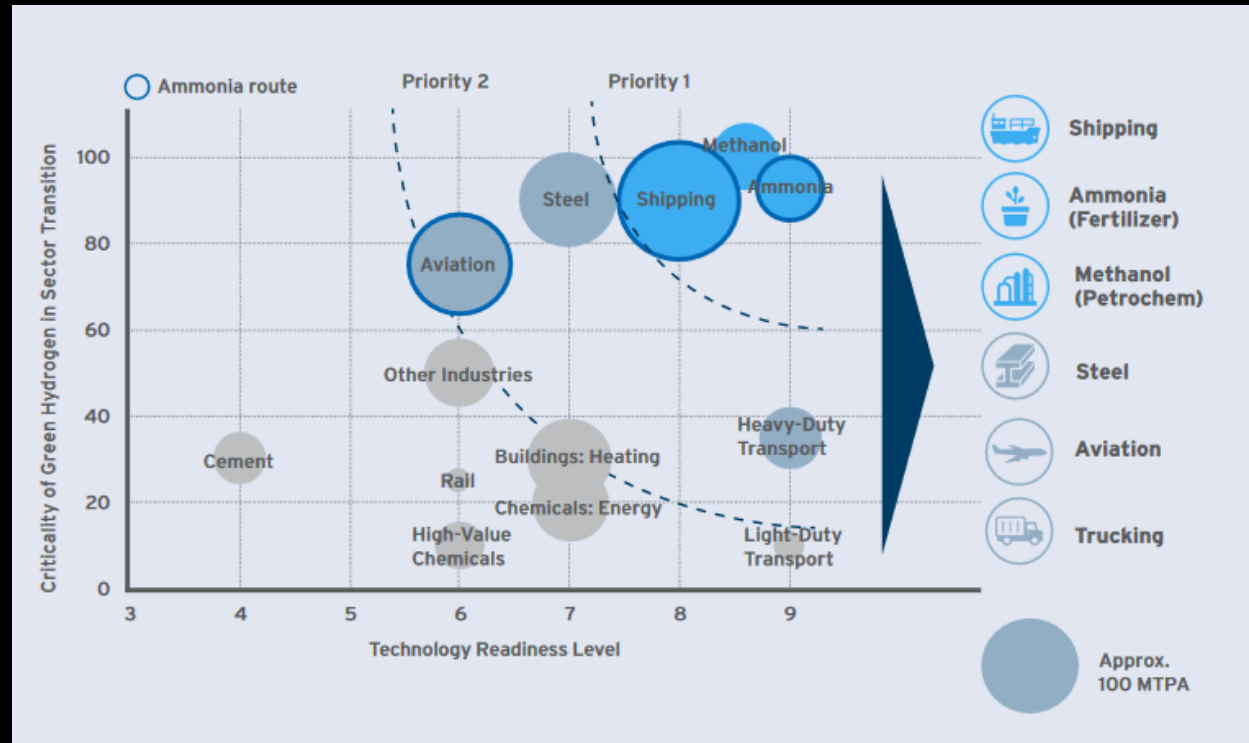 Ammonia route
Priority 2
Priority 1
Criticality of Green Hydrogen in Sector Transition
100
80
60
40
20
0
Methanol
Ammonia
Steel
Shipping
Aviation
Other Industries
Heavy-Duty
Transport
Cement
Buildings: Heating
Rail
Chemicals: Energy
High-Value
Chemicals
Light-Duty
Transport
3
4
5
6
7
8
9
Technology Readiness Level
Shipping
Ammonia
(Fertilizer)
Methanol
(Petrochem)
Steel
Aviation
Trucking
Approx.
100 MTPA